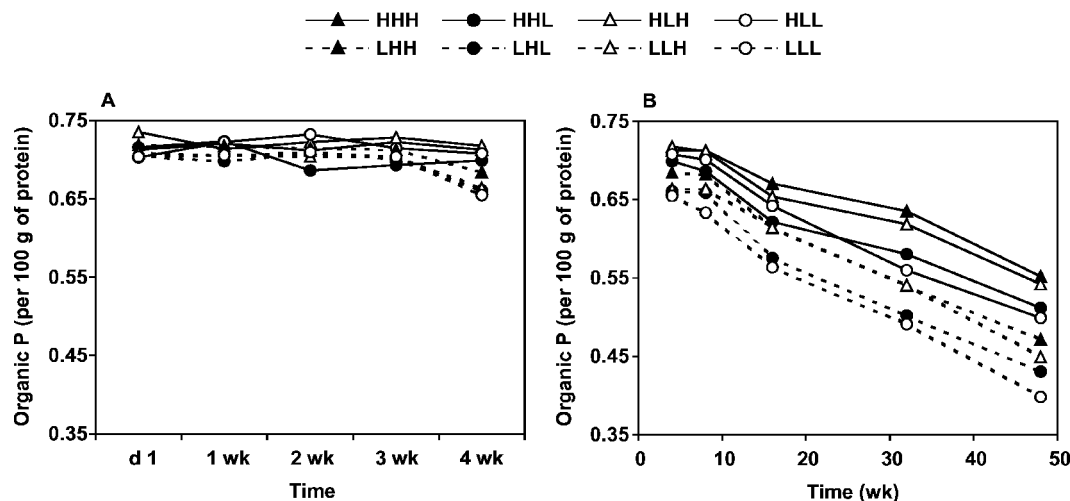 HHH HHL HLH HLL
LHH LHL LLH LLL
A
Organic P (per 100 g of protein)
0.75
0.65
0.55
0.45
0.35
d 1 1 wk 2 wk 3 wk 4 wk
Time
B
Organic P (per 100 g of protein)
0.75
0.65
0.55
0.45
0.35
0 10 20 30 40 50
Time (wk)